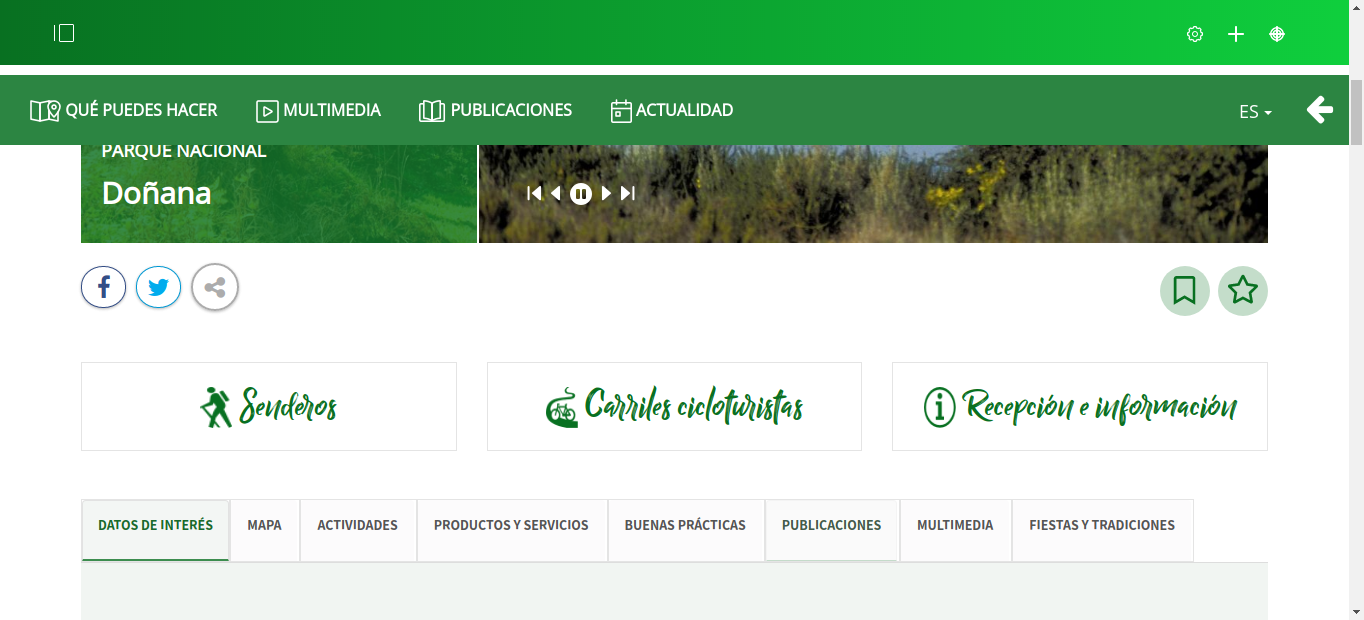 QUÉ PUEDES HACER MULTIMEDIA PUBLICACIONES ACTUALIDAD ES
PARQUE NACIONAL
Doñana
Senderos Carriles cicloturistas Recepción e información
DATOS DE INTERÉS MAPA ACTIVIDADES PRODUCTOS Y SERVICIOS BUENAS PRÁCTICAS PUBLICACIONES MULTIMEDIA FIESTAS Y TRADICIONES